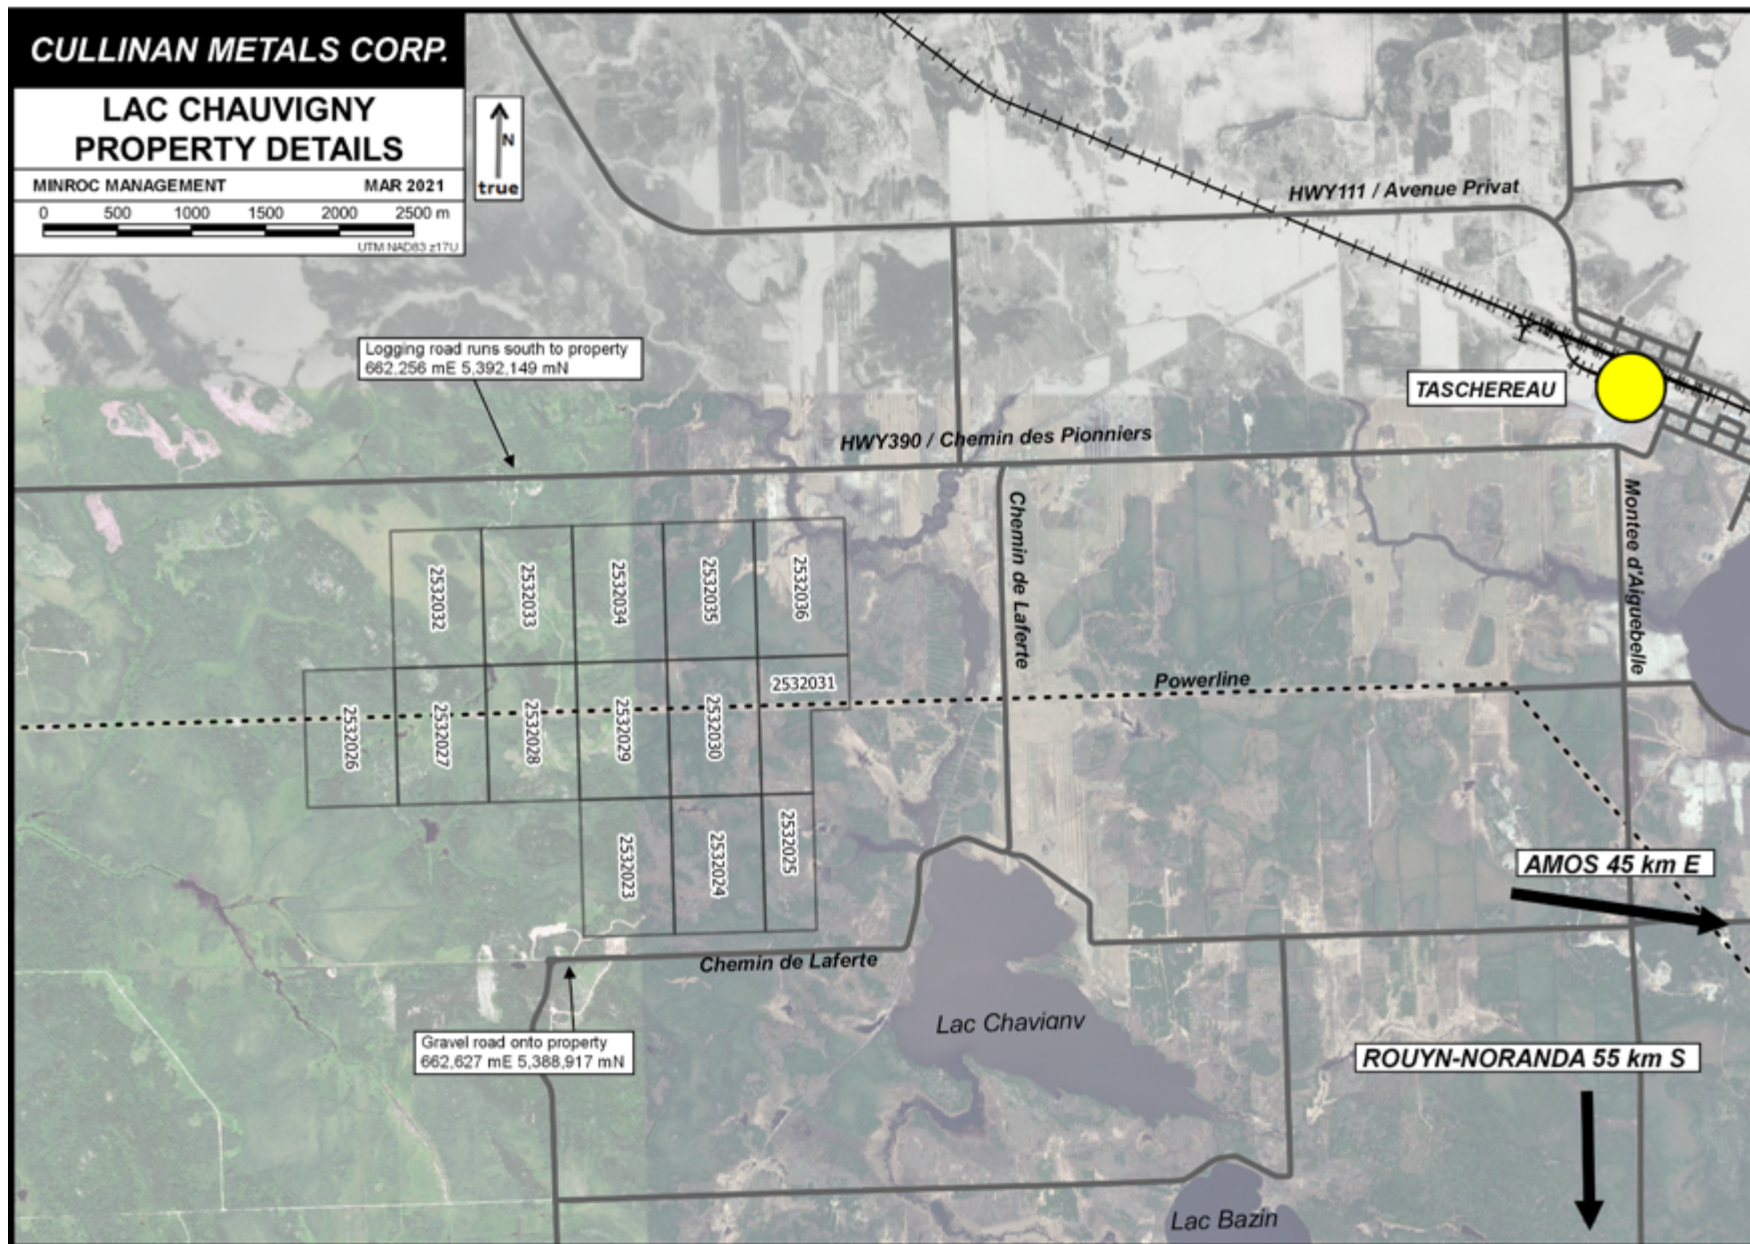 CULLINAN METALS CORP.
LAC CHAUVIGNY
PROPERTY DETAILS
MINROC MANAGEMENT MAR 2021
0 500 1000 1500 2000 2500 m
UTM NAD83 z17U
N
true
HWY111 / Avenue Privat
Logging road runs south to property
662,256 mE 5,392,149 mN
TASCHEREAU
HWY390 / Chemin des Pionniers
Chemin de Laferte
Montee d'Aiguebelle
2532032
2532033
2532034
2532035
2532036
2532031
Powerline
2532026
2532027
2532028
2532029
2532030
2532023
2532024
2532025
AMOS 45 km E
Chemin de Laferte
Lac Chavigny
Gravel road onto property
662,627 mE 5,388,917 mN
ROUYN-NORANDA 55 km S
Lac Bazin